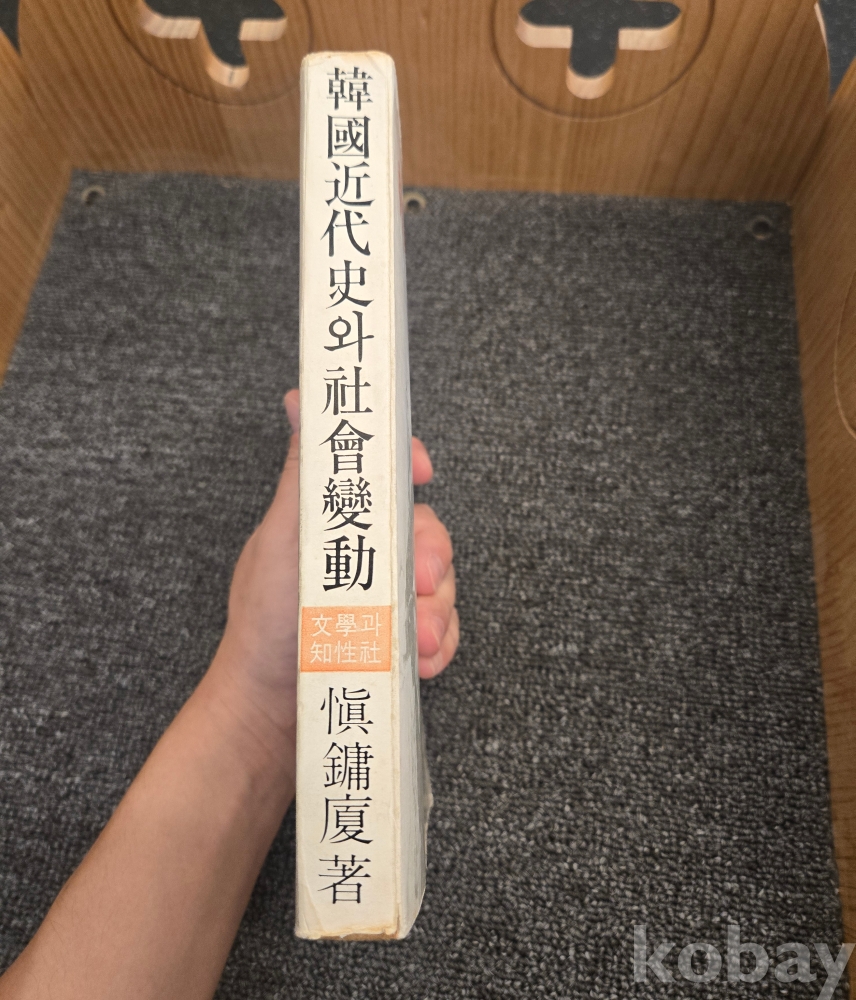 韓國近代史와社會變動
文學과
知性社
愼鏞廈著
kobay